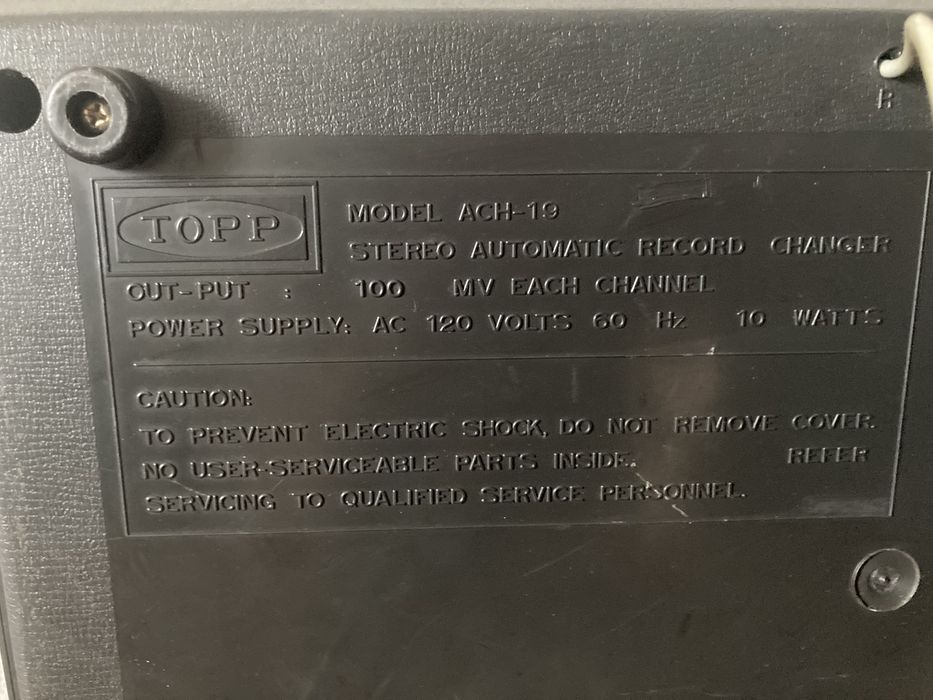 R
TOPP
MODEL ACH-19
STEREO AUTOMATIC RECORD CHANGER
OUT-PUT : 100 MV EACH CHANNEL
POWER SUPPLY: AC 120 VOLTS 60 Hz 10 WATTS
CAUTION:
TO PREVENT ELECTRIC SHOCK, DO NOT REMOVE COVER.
NO USER-SERVICEABLE PARTS INSIDE. REFER
SERVICING TO QUALIFIED SERVICE PERSONNEL.